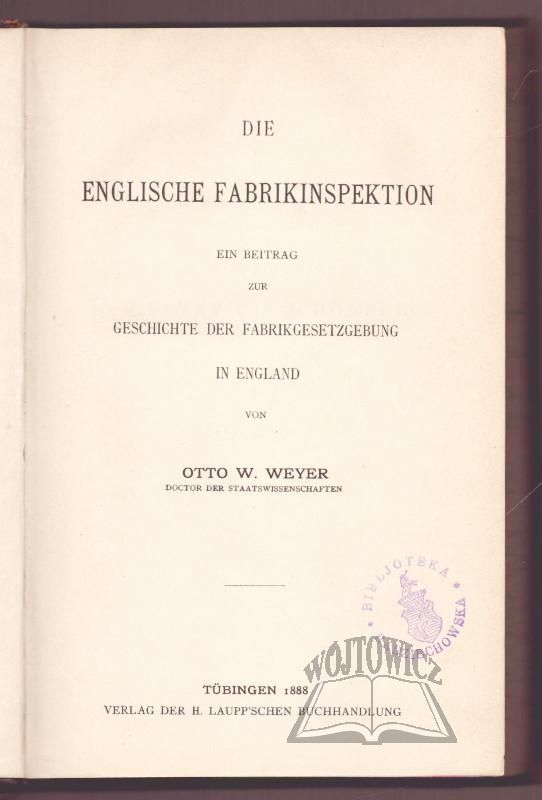 DIE
ENGLISCHE FABRIKINSPEKTION
EIN BEITRAG
ZUR
GESCHICHTE DER FABRIKGESETZGEBUNG
IN ENGLAND
VON
OTTO W. WEYER
DOCTOR DER STAATSWISSENSCHAFTEN
BIBLJOTEKA
WOJTOWICZ
TÜBINGEN 1888
VERLAG DER H. LAUPP'SCHEN BUCHHANDLUNG